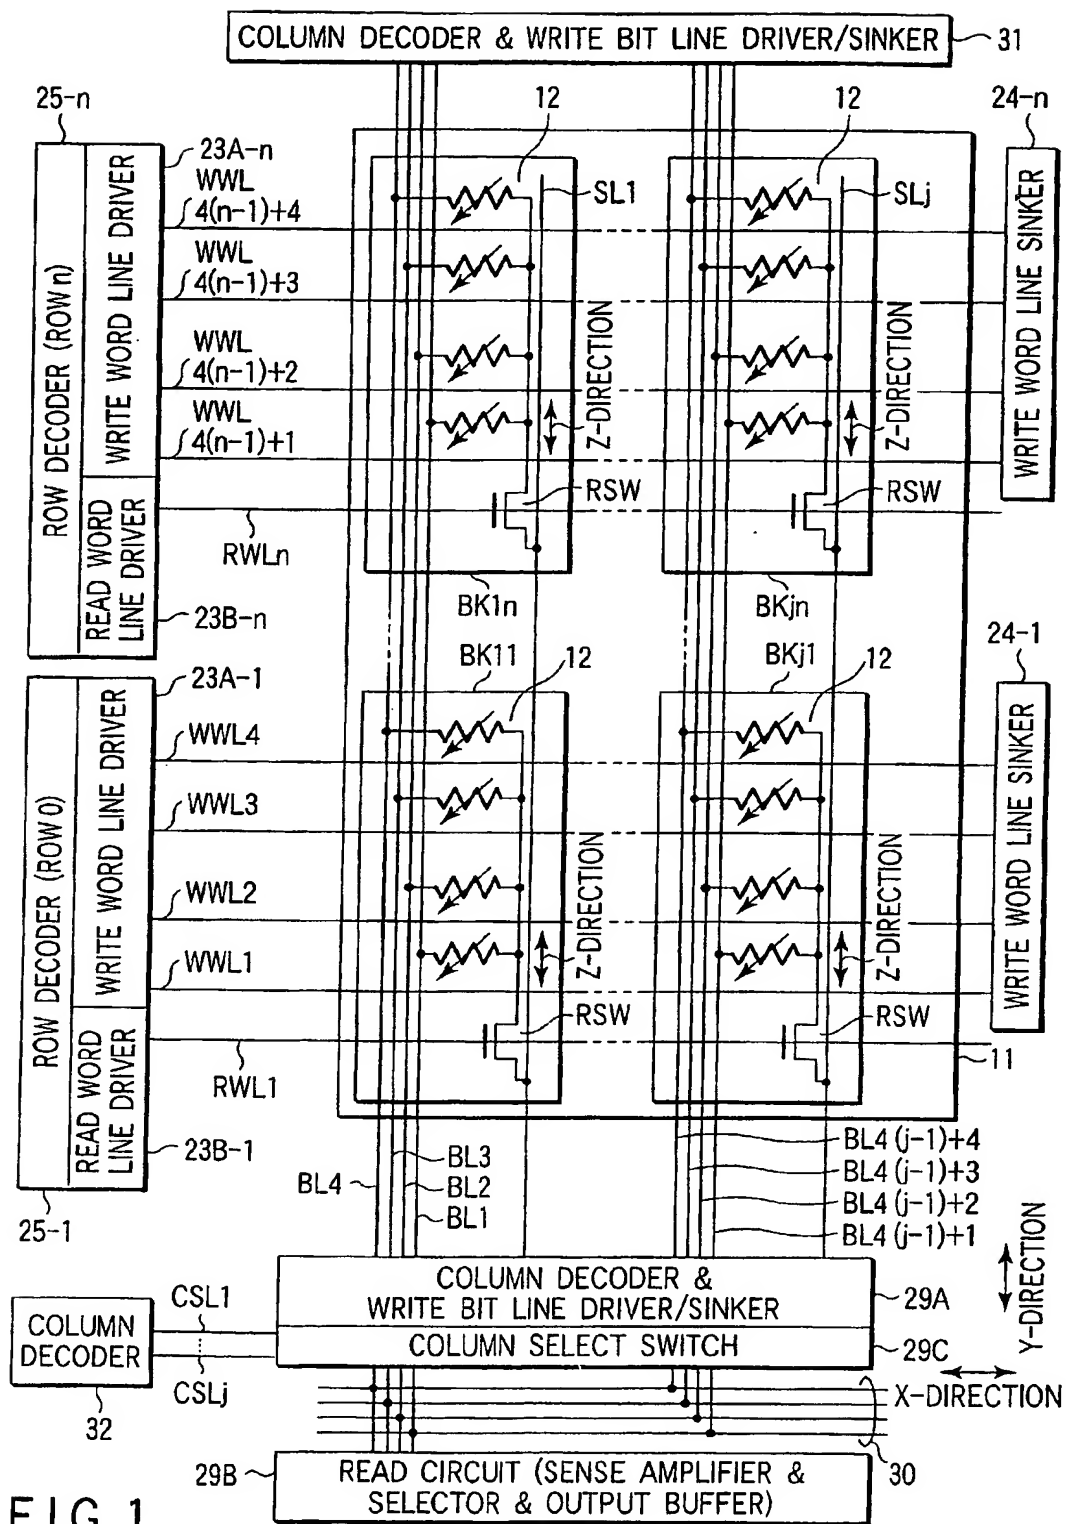 COLUMN DECODER & WRITE BIT LINE DRIVER/SINKER
31
25-n
12
12
24-n
ROW DECODER (ROW n)
WRITE WORD LINE DRIVER
READ WORD
LINE DRIVER
23A-n
WWL
4(n-1)+4
WWL
4(n-1)+3
WWL
4(n-1)+2
WWL
4(n-1)+1
RWLn
23B-n
SL1
SLj
Z-DIRECTION
Z-DIRECTION
RSW
RSW
WRITE WORD LINE SINKER
BK1n
BKjn
BK11
BKj1
12
12
24-1
ROW DECODER (ROW 0)
WRITE WORD LINE DRIVER
READ WORD
LINE DRIVER
23A-1
WWL4
WWL3
WWL2
WWL1
RWL1
23B-1
25-1
Z-DIRECTION
Z-DIRECTION
RSW
RSW
WRITE WORD LINE SINKER
11
BL4
BL3
BL2
BL1
BL4(j-1)+4
BL4(j-1)+3
BL4(j-1)+2
BL4(j-1)+1
COLUMN DECODER &
WRITE BIT LINE DRIVER/SINKER
29A
COLUMN SELECT SWITCH
29C
COLUMN
DECODER
32
CSL1
CSLj
Y-DIRECTION
X-DIRECTION
30
29B
READ CIRCUIT (SENSE AMPLIFIER &
SELECTOR & OUTPUT BUFFER)
FIG. 1